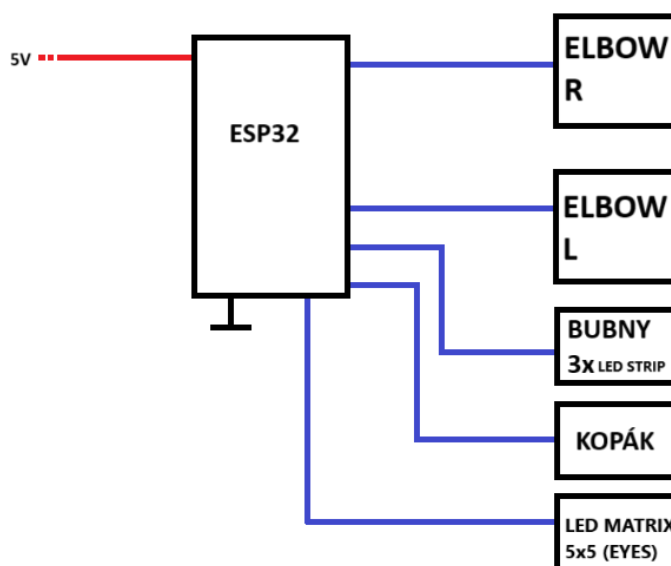 5V
ESP32
ELBOW
R
ELBOW
L
BUBNY
3x LED STRIP
KOPÁK
LED MATRIX
5x5 (EYES)